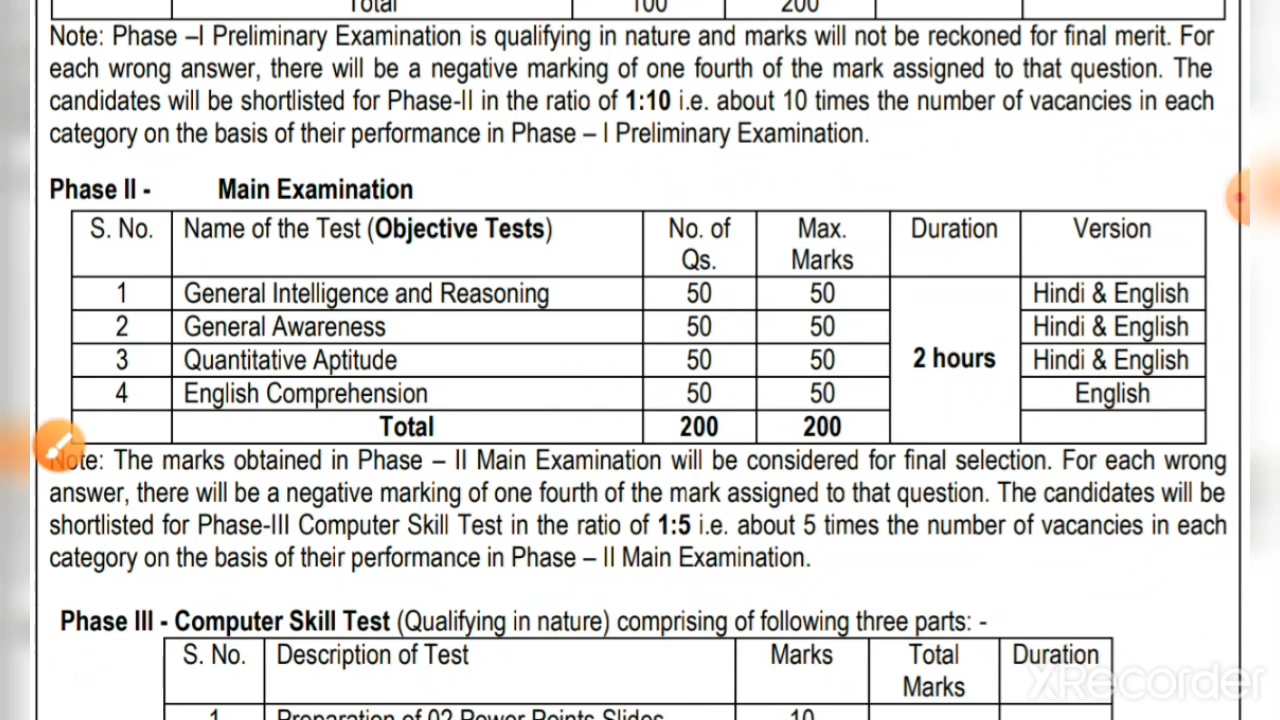 Total 100 200
Note: Phase –I Preliminary Examination is qualifying in nature and marks will not be reckoned for final merit. For
each wrong answer, there will be a negative marking of one fourth of the mark assigned to that question. The
candidates will be shortlisted for Phase-II in the ratio of 1:10 i.e. about 10 times the number of vacancies in each
category on the basis of their performance in Phase – I Preliminary Examination.
Phase II - Main Examination
S. No. Name of the Test (Objective Tests) No. of Qs. Max. Marks Duration Version
1 General Intelligence and Reasoning 50 50 2 hours Hindi & English
2 General Awareness 50 50 Hindi & English
3 Quantitative Aptitude 50 50 Hindi & English
4 English Comprehension 50 50 English
Total 200 200
Note: The marks obtained in Phase – II Main Examination will be considered for final selection. For each wrong
answer, there will be a negative marking of one fourth of the mark assigned to that question. The candidates will be
shortlisted for Phase-III Computer Skill Test in the ratio of 1:5 i.e. about 5 times the number of vacancies in each
category on the basis of their performance in Phase – II Main Examination.
Phase III - Computer Skill Test (Qualifying in nature) comprising of following three parts: -
S. No. Description of Test Marks Total Marks Duration
1 Preparation of 02 Power Points Slides 10
XRecorder